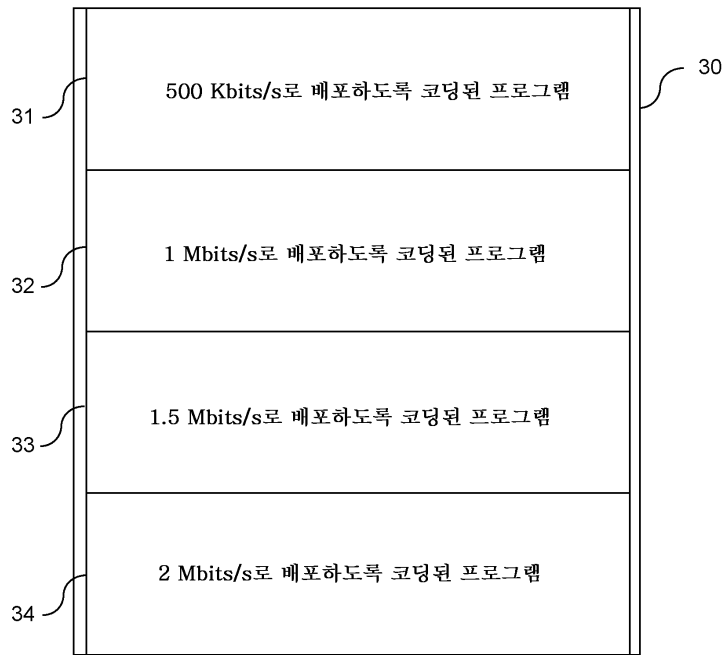 30
500 Kbits/s로 배포하도록 코딩된 프로그램
31
1 Mbits/s로 배포하도록 코딩된 프로그램
32
1.5 Mbits/s로 배포하도록 코딩된 프로그램
33
2 Mbits/s로 배포하도록 코딩된 프로그램
34